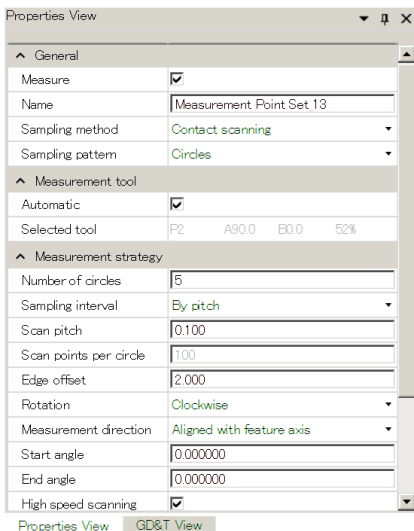 Properties View
General
Measure
Name Measurement Point Set 13
Sampling method Contact scanning
Sampling pattern Circles
Measurement tool
Automatic
Selected tool P2 A90.0 B0.0 52%
Measurement strategy
Number of circles 5
Sampling interval By pitch
Scan pitch 0.100
Scan points per circle 100
Edge offset 2.000
Rotation Clockwise
Measurement direction Aligned with feature axis
Start angle 0.000000
End angle 0.000000
High speed scanning
Properties View GD&T View